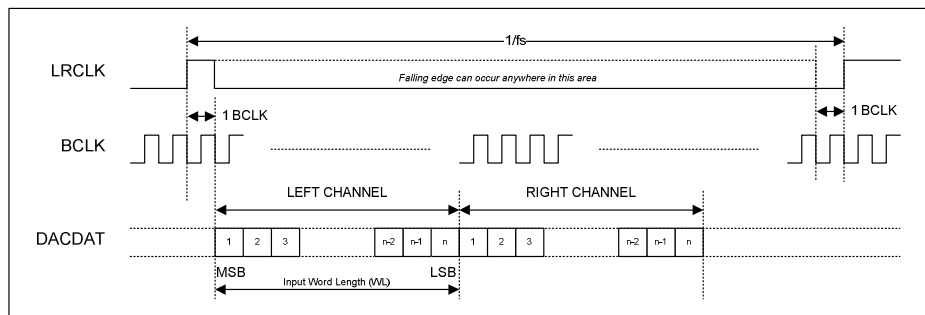 1/fs
LRCLK
Falling edge can occur anywhere in this area
1 BCLK
1 BCLK
BCLK
LEFT CHANNEL
RIGHT CHANNEL
DACDAT
1 2 3 n-2 n-1 n 1 2 3 n-2 n-1 n
MSB LSB
Input Word Length (WL)